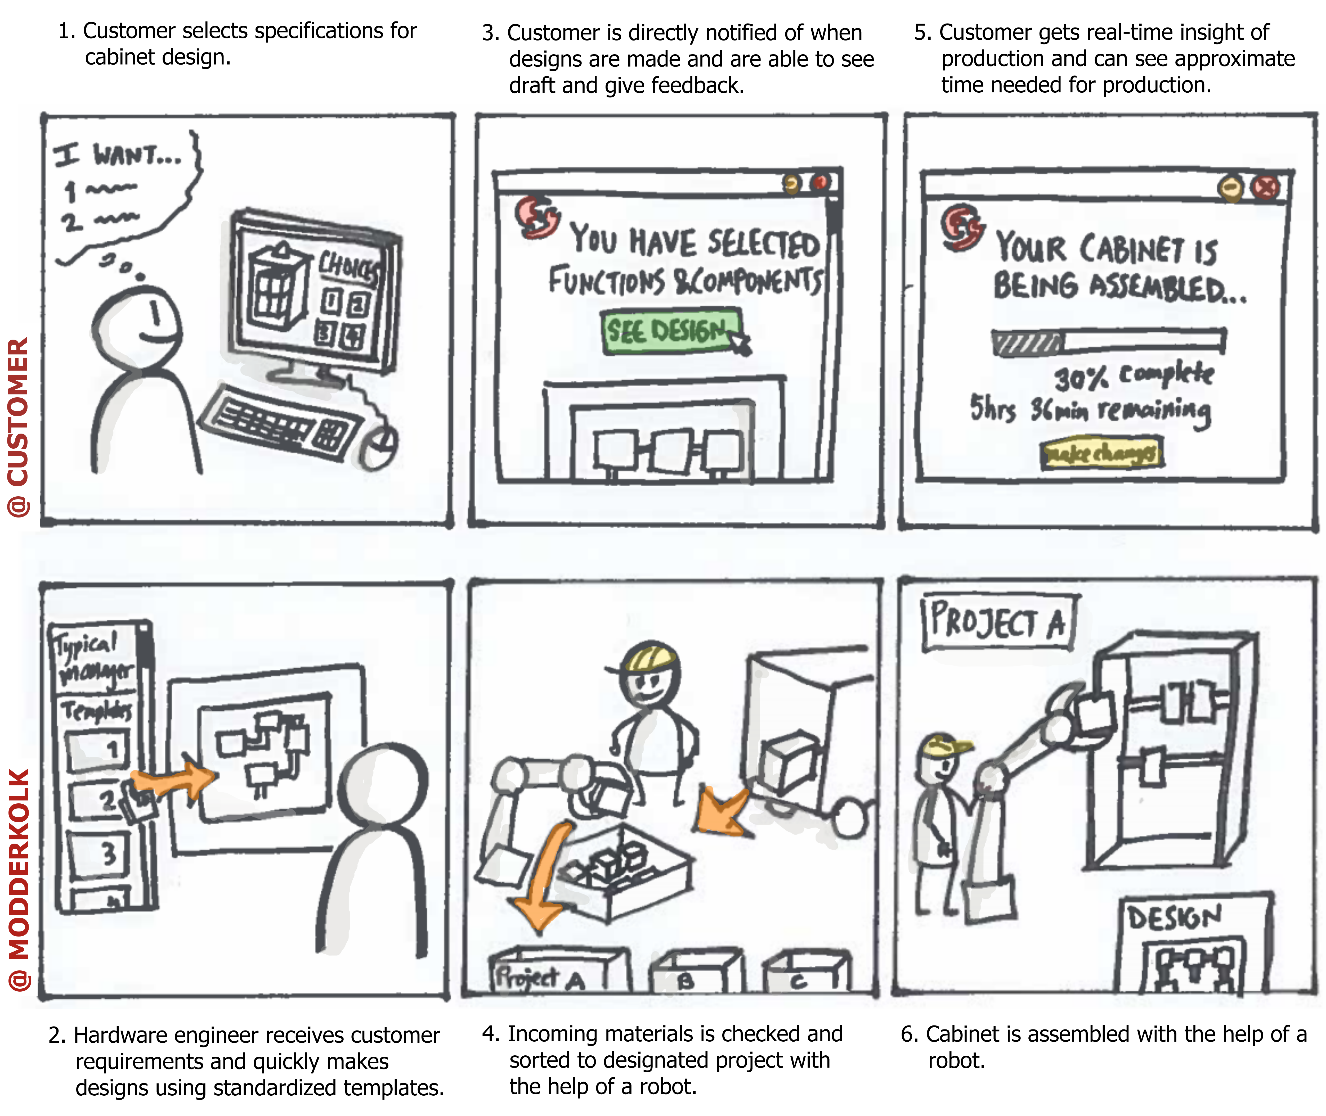 1. Customer selects specifications for
cabinet design.
3. Customer is directly notified of when
designs are made and are able to see
draft and give feedback.
5. Customer gets real-time insight of
production and can see approximate
time needed for production.
@ CUSTOMER
I WANT...
1
2
CHOICES
1 2
3 4
YOU HAVE SELECTED
FUNCTIONS & COMPONENTS
SEE DESIGN
YOUR CABINET IS
BEING ASSEMBLED...
30% complete
5hrs 36min remaining
make changes
@ MODDERKOLK
Typical
manager
Templates
1
2
3
4
Project A
B
C
PROJECT A
DESIGN
2. Hardware engineer receives customer
requirements and quickly makes
designs using standardized templates.
4. Incoming materials is checked and
sorted to designated project with
the help of a robot.
6. Cabinet is assembled with the help of a
robot.